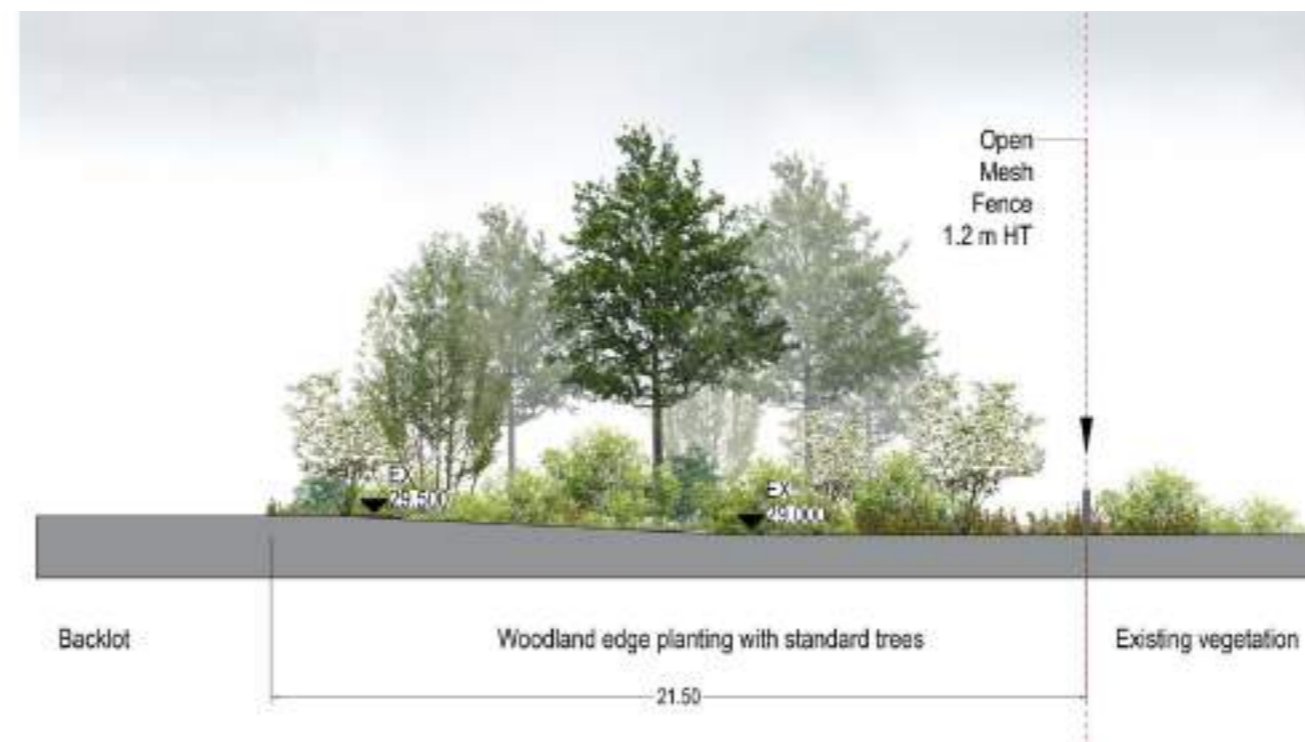 Open
Mesh
Fence
1.2 m HT
EX
29.500
EX
29.000
Backlot
Woodland edge planting with standard trees
Existing vegetation
21.50